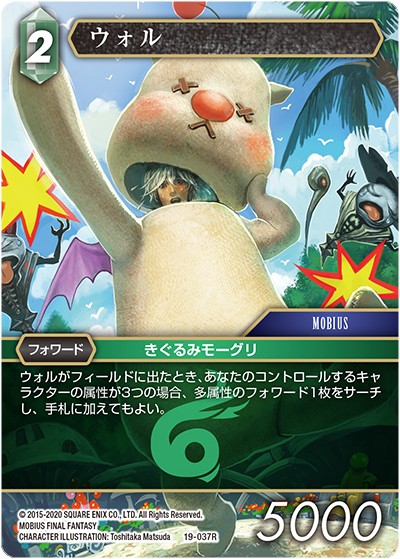 2
ウォル
MOBIUS
フォワード
きぐるみモーグリ
ウォルがフィールドに出たとき、あなたのコントロールするキャ
ラクターの属性が3つの場合、多属性のフォワード1枚をサーチ
し、手札に加えてもよい。
© 2015-2020 SQUARE ENIX CO., LTD. All Rights Reserved.
MOBIUS FINAL FANTASY
CHARACTER ILLUSTRATION: Toshitaka Matsuda
19-037R
5000